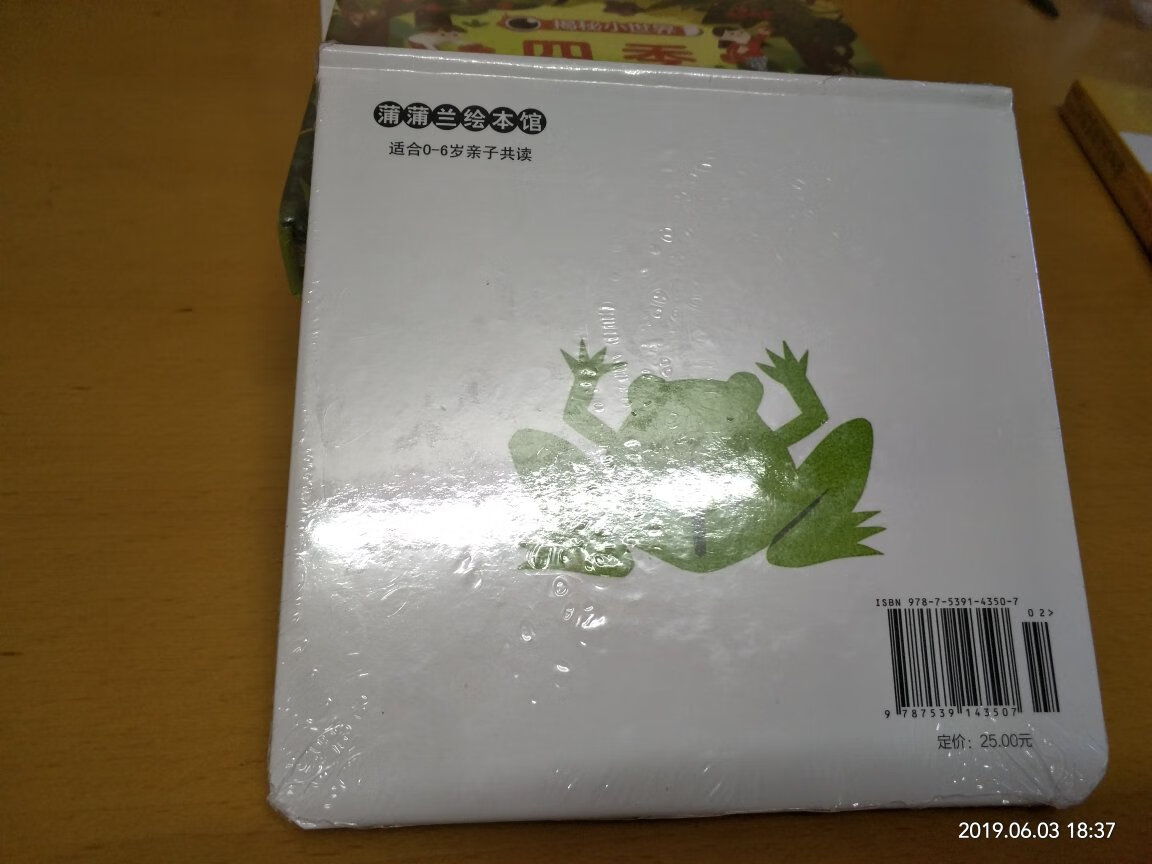 揭秘小世界
四季
蒲蒲兰绘本馆
适合0-6岁亲子共读
ISBN 978-7-5391-4350-7
02>
9 787539 143507
定价：25.00元
2019.06.03 18:37